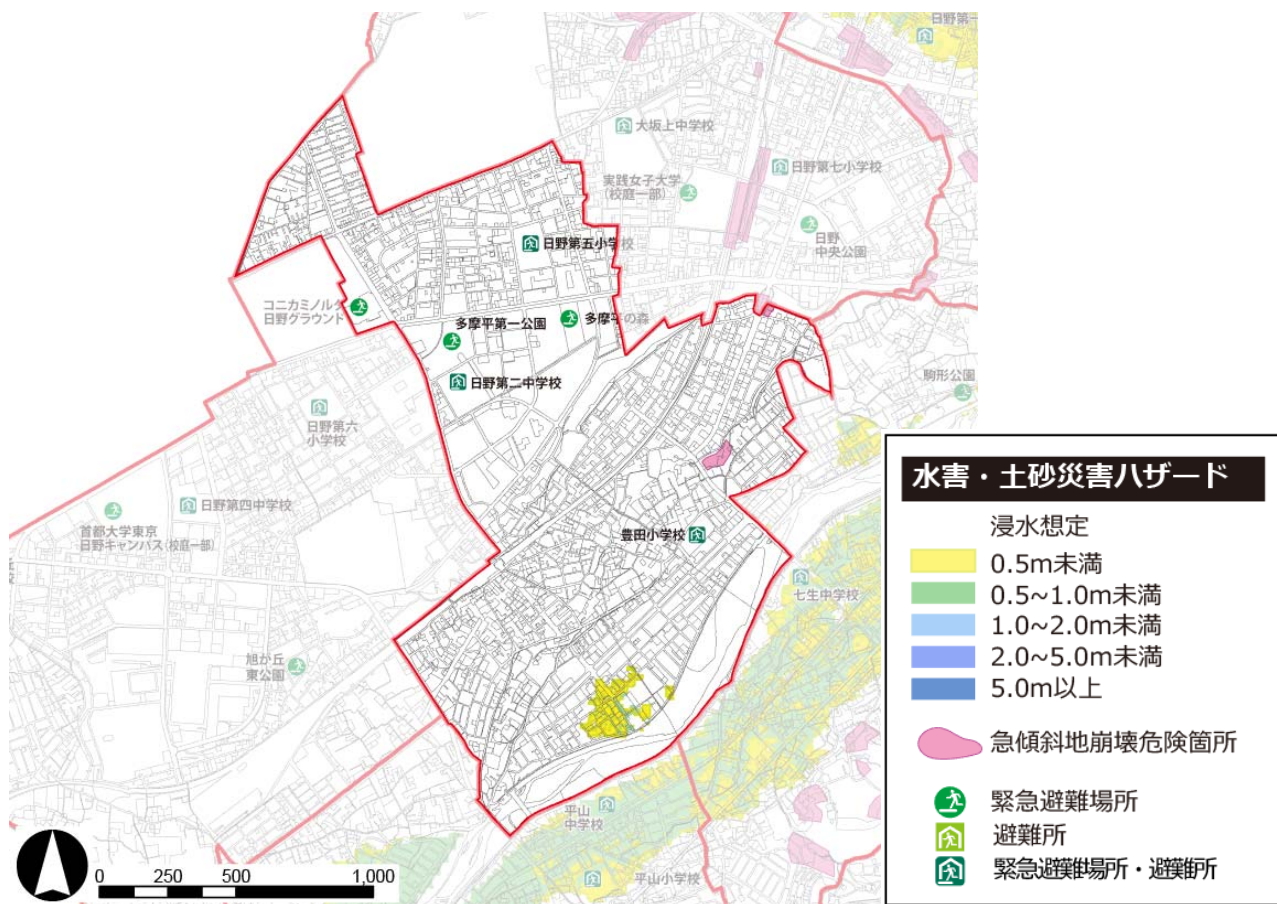 日野第一
大坂上中学校
日野第七小学校
実践女子大学
(校庭一部)
日野
中央公園
日野第五小学校
コニカミノルタ
日野グラウンド
多摩平第一公園
多摩平の森
日野第二中学校
駒形公園
日野第六
小学校
日野第四中学校
首都大学東京
日野キャンパス(校庭一部)
豊田小学校
七生中学校
旭が丘
東公園
平山
中学校
平山小学校
0 250 500 1,000
水害・土砂災害ハザード
浸水想定
0.5m未満
0.5~1.0m未満
1.0~2.0m未満
2.0~5.0m未満
5.0m以上
急傾斜地崩壊危険箇所
緊急避難場所
避難所
緊急避難場所・避難所